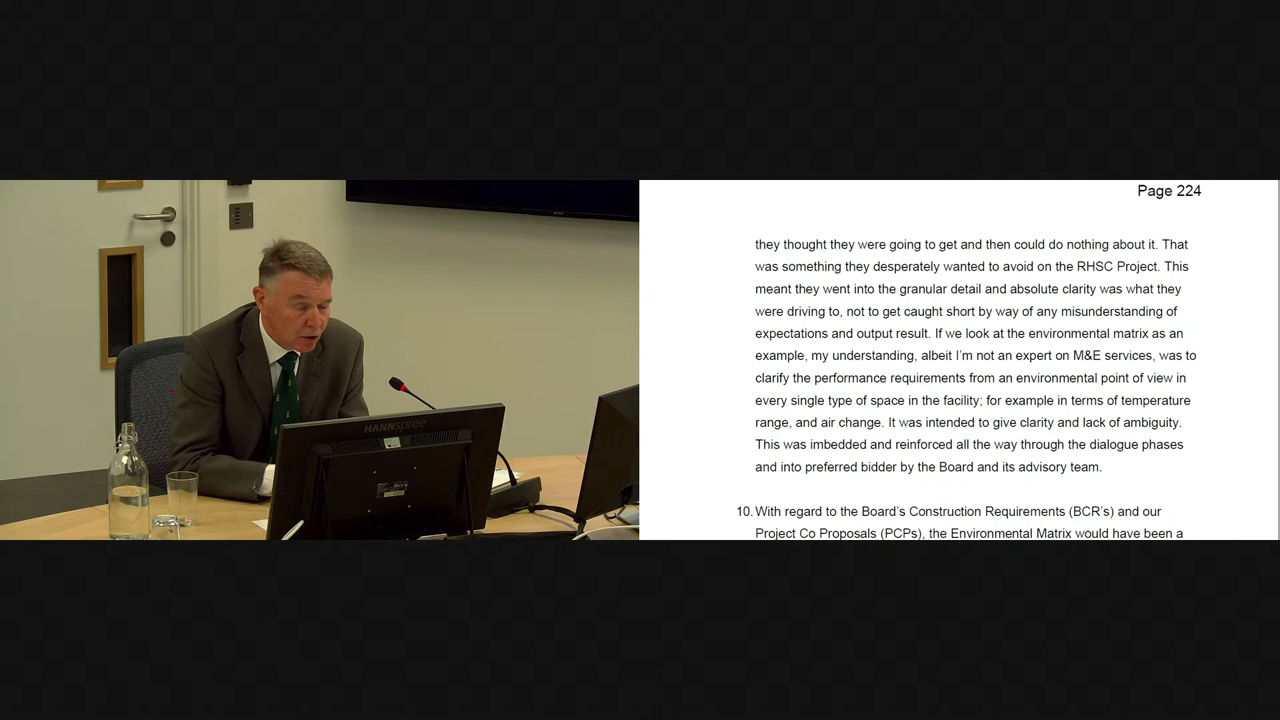 HANNspree
Page 224
they thought they were going to get and then could do nothing about it. That
was something they desperately wanted to avoid on the RHSC Project. This
meant they went into the granular detail and absolute clarity was what they
were driving to, not to get caught short by way of any misunderstanding of
expectations and output result. If we look at the environmental matrix as an
example, my understanding, albeit I'm not an expert on M&E services, was to
clarify the performance requirements from an environmental point of view in
every single type of space in the facility; for example in terms of temperature
range, and air change. It was intended to give clarity and lack of ambiguity.
This was imbedded and reinforced all the way through the dialogue phases
and into preferred bidder by the Board and its advisory team.
10. With regard to the Board's Construction Requirements (BCR's) and our
Project Co Proposals (PCPs), the Environmental Matrix would have been a